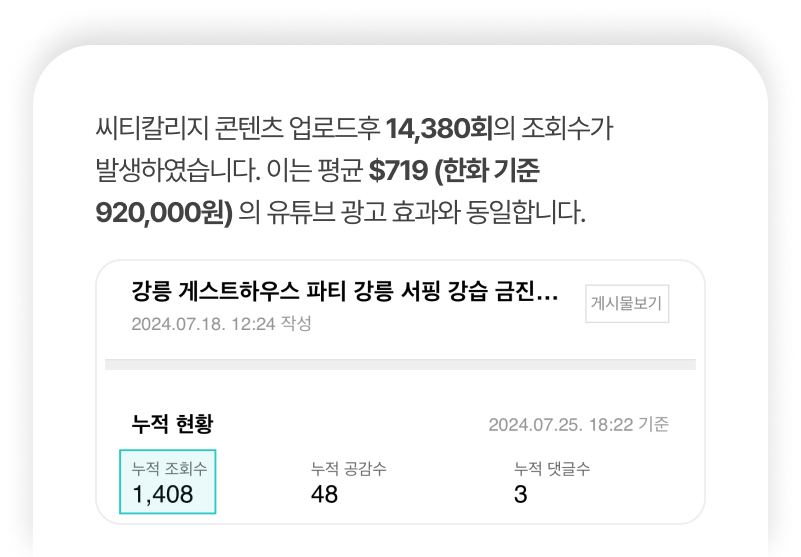 씨티칼리지 콘텐츠 업로드후 14,380회의 조회수가
발생하였습니다. 이는 평균 $719 (한화 기준
920,000원) 의 유튜브 광고 효과와 동일합니다.
강릉 게스트하우스 파티 강릉 서핑 강습 금진...
게시물보기
2024.07.18. 12:24 작성
누적 현황
2024.07.25. 18:22 기준
누적 조회수 누적 공감수 누적 댓글수
1,408 48 3